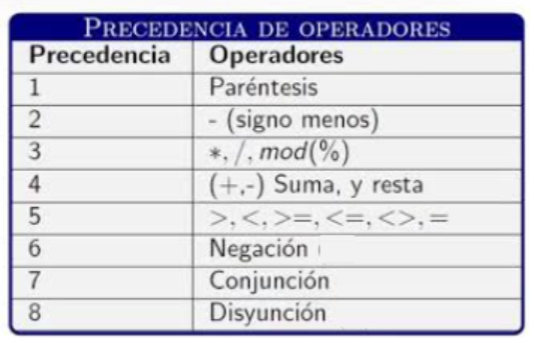 PRECEDENCIA DE OPERADORES
Precedencia Operadores
1 Paréntesis
2 - (signo menos)
3 *, /, mod(%)
4 (+,-) Suma, y resta
5 >, <, >=, <=, <>, =
6 Negación
7 Conjunción
8 Disyunción